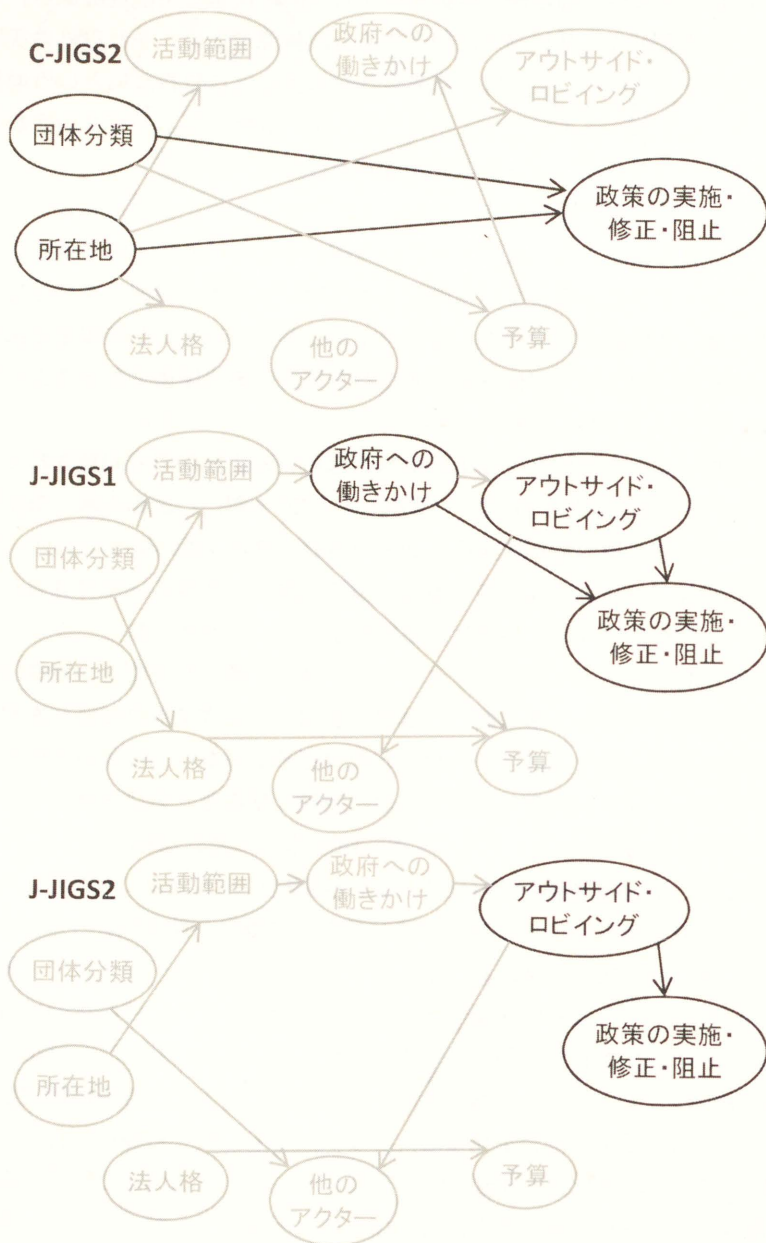 C-JIGS2
活動範囲
政府への
働きかけ
アウトサイド・
ロビイング
団体分類
政策の実施・
修正・阻止
所在地
法人格
他の
アクター
予算
J-JIGS1
活動範囲
政府への
働きかけ
アウトサイド・
ロビイング
団体分類
政策の実施・
修正・阻止
所在地
法人格
他の
アクター
予算
J-JIGS2
活動範囲
政府への
働きかけ
アウトサイド・
ロビイング
団体分類
政策の実施・
修正・阻止
所在地
法人格
他の
アクター
予算